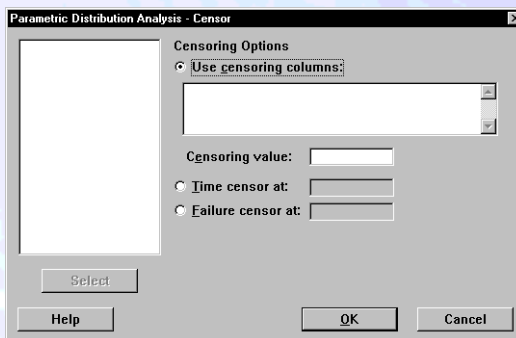 Parametric Distribution Analysis - Censor
Censoring Options
Use censoring columns:
Censoring value:
Time censor at:
Failure censor at:
Select
Help
OK
Cancel